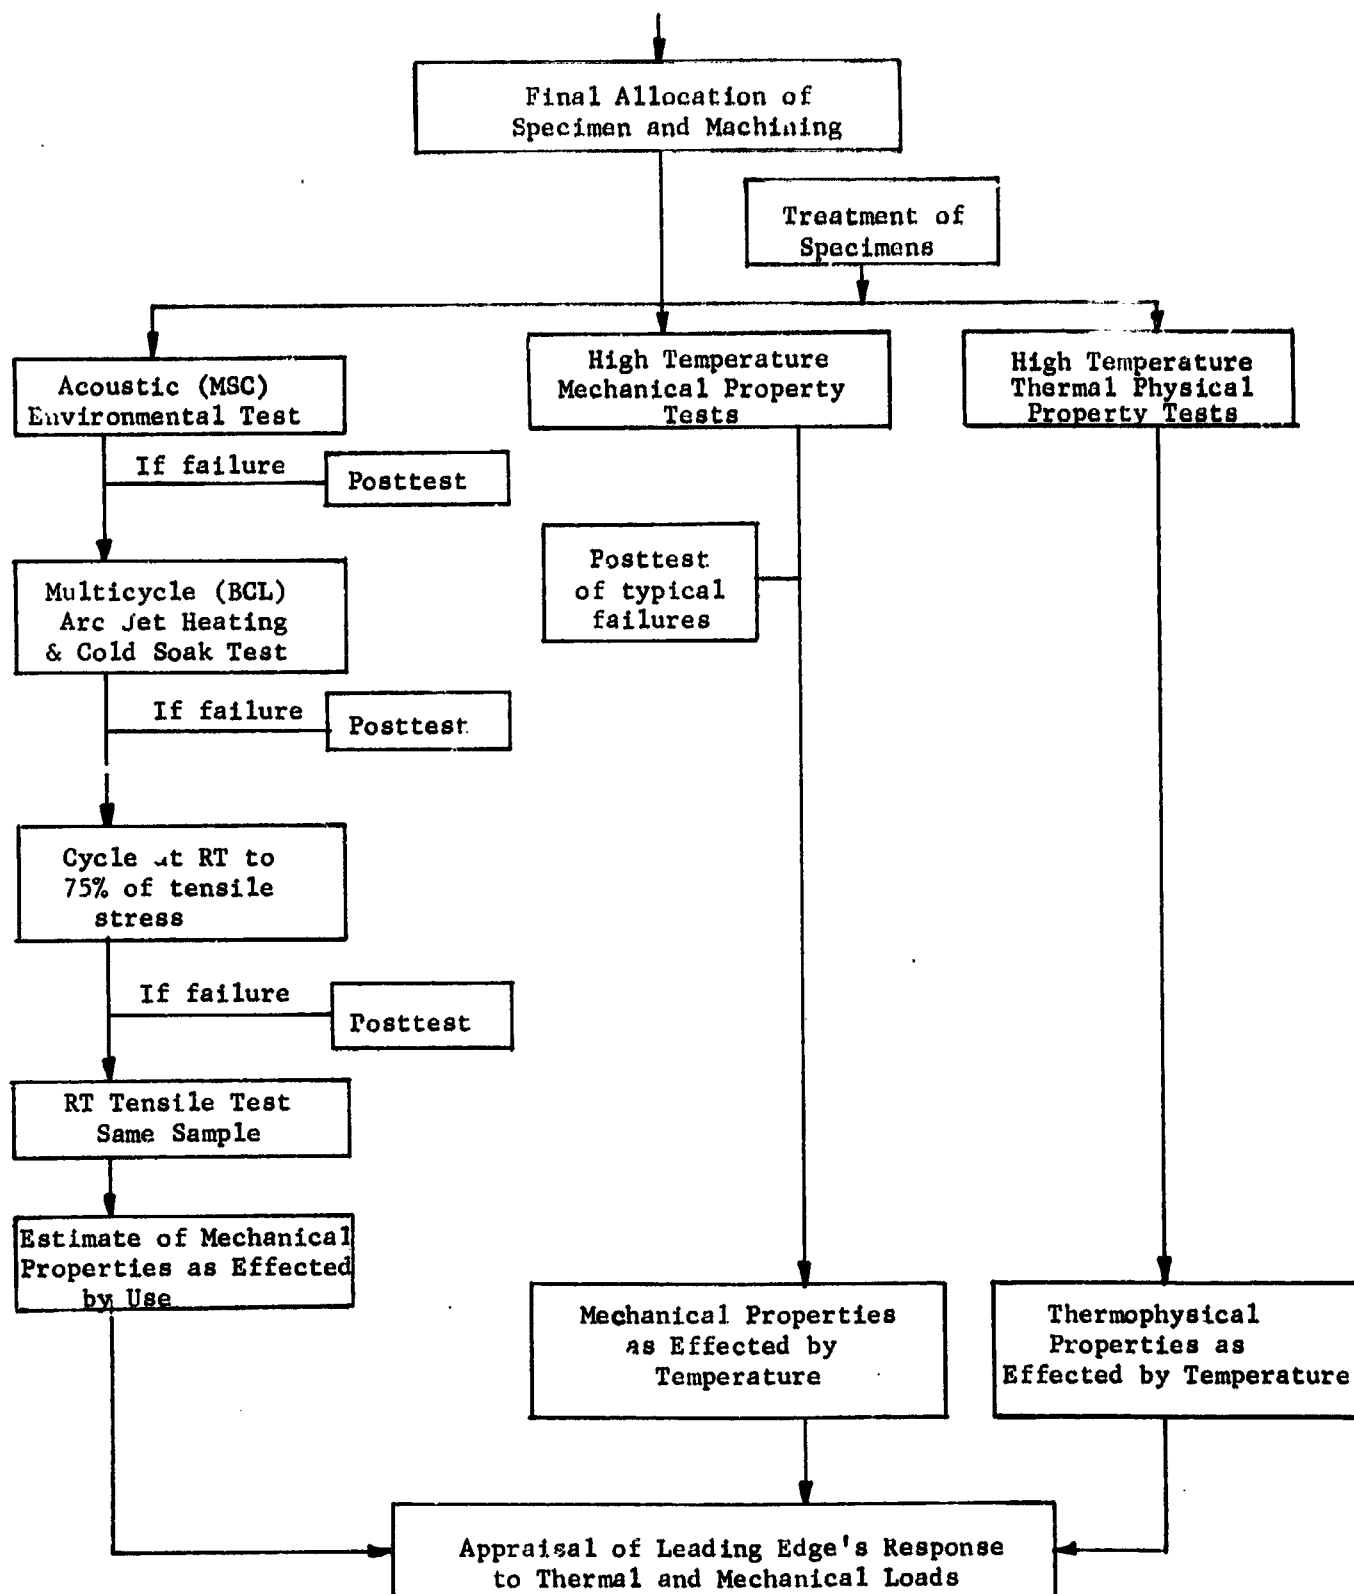 Final Allocation of
Specimen and Machining
Treatment of
Specimens
Acoustic (MSC)
Environmental Test
High Temperature
Mechanical Property
Tests
High Temperature
Thermal Physical
Property Tests
If failure
Posttest
Posttest
of typical
failures
Multicycle (BCL)
Arc Jet Heating
& Cold Soak Test
If failure
Posttest
Cycle at RT to
75% of tensile
stress
If failure
Posttest
RT Tensile Test
Same Sample
Estimate of Mechanical
Properties as Effected
by Use
Mechanical Properties
as Effected by
Temperature
Thermophysical
Properties as
Effected by Temperature
Appraisal of Leading Edge's Response
to Thermal and Mechanical Loads